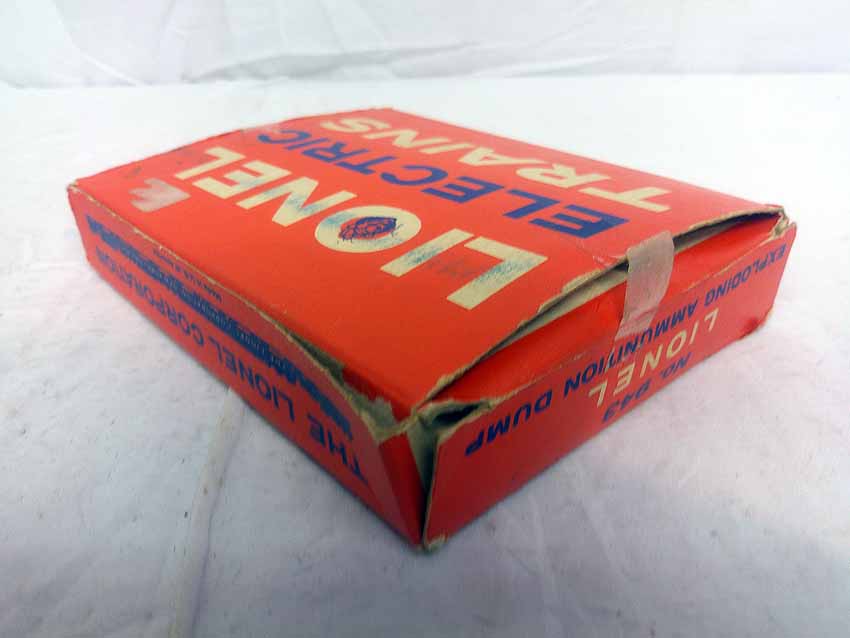 LIONEL
ELECTRIC
TRAINS
No. 943
LIONEL
EXPLODING AMMUNITION DUMP
THE LIONEL CORPORATION